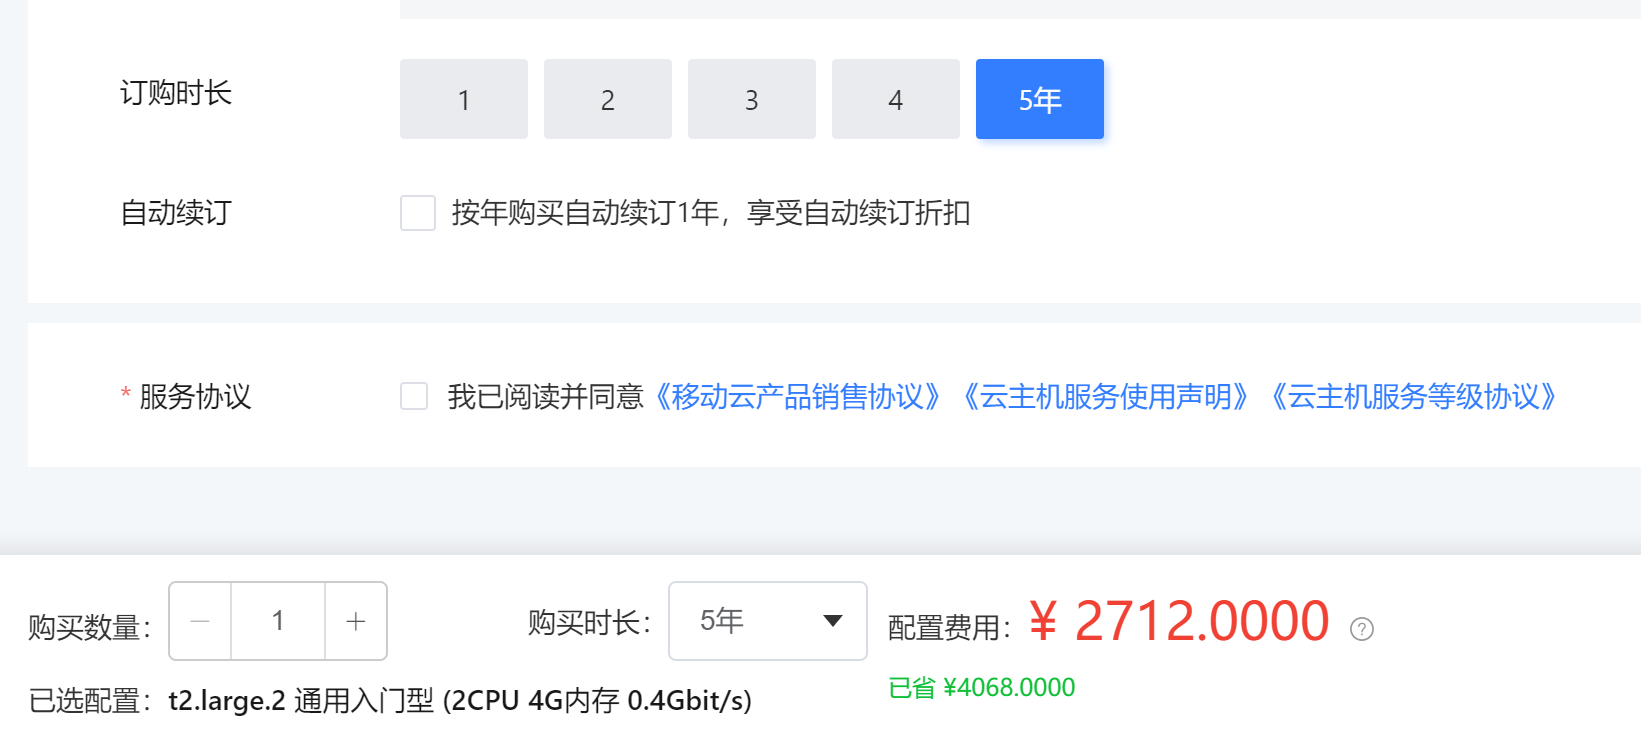 订购时长 1 2 3 4 5年
自动续订 按年购买自动续订1年，享受自动续订折扣
* 服务协议 我已阅读并同意《移动云产品销售协议》《云主机服务使用声明》《云主机服务等级协议》
购买数量： － 1 + 购买时长： 5年 配置费用：¥ 2712.0000 ?
已选配置：t2.large.2 通用入门型 (2CPU 4G内存 0.4Gbit/s) 已省 ¥4068.0000